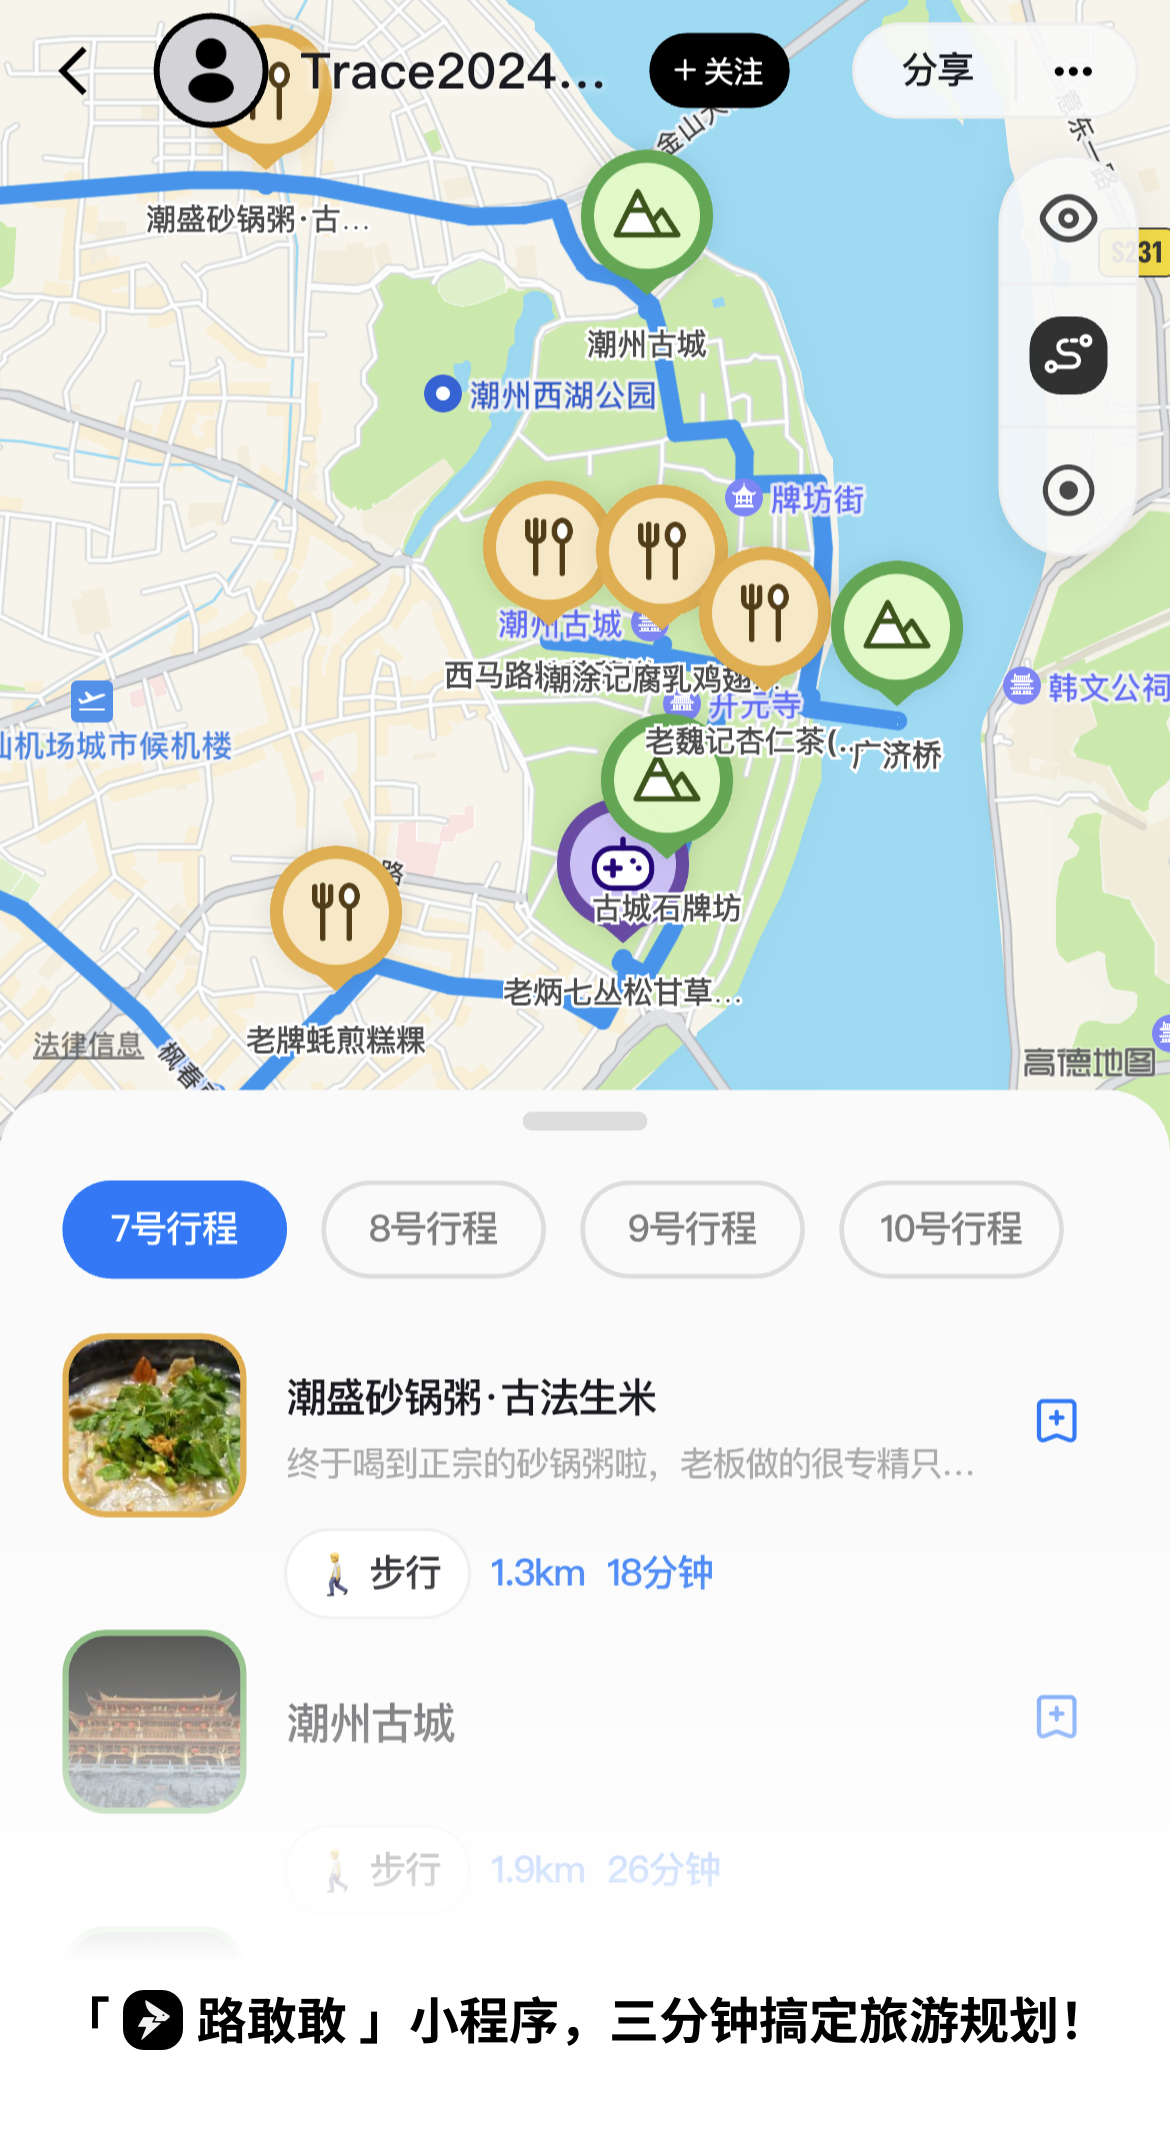 Trace2024...
+ 关注
分享
金山大
潮盛砂锅粥·古...
S231
潮州古城
潮州西湖公园
牌坊街
潮州古城
西马路
潮涂记腐乳鸡翅...
开元寺
韩文公祠
机场城市候机楼
老魏记杏仁茶(...
广济桥
路
古城石牌坊
老炳七丛松甘草...
老牌蚝煎糕粿
法律信息
枫春
高德地图
7号行程
8号行程
9号行程
10号行程
潮盛砂锅粥·古法生米
终于喝到正宗的砂锅粥啦，老板做的很专精只...
步行 1.3km 18分钟
潮州古城
步行 1.9km 26分钟
「 路敢敢 」小程序，三分钟搞定旅游规划！